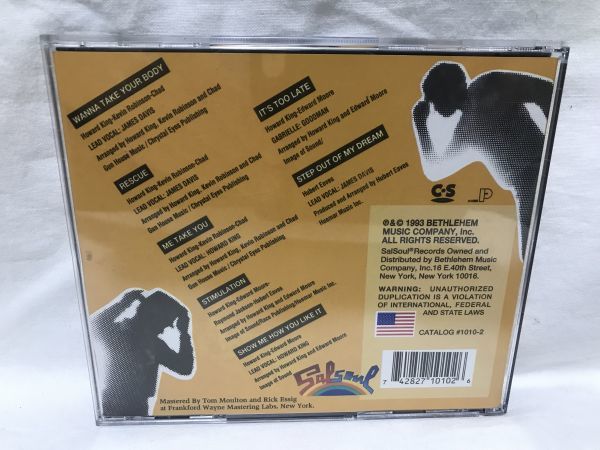 WANNA TAKE YOUR BODY
Howard King-Kevin Robinson-Chad
LEAD VOCAL: JAMES DAVIS
Arranged by Howard King, Kevin Robinson and Chad
Gun House Music / Chrystal Eyes Publishing
RESCUE
Howard King-Kevin Robinson-Chad
LEAD VOCAL: JAMES DAVIS
Arranged by Howard King, Kevin Robinson and Chad
Gun House Music / Chrystal Eyes Publishing
ME TAKE YOU
Howard King-Kevin Robinson-Chad
LEAD VOCAL: HOWARD KING
Arranged by Howard King, Kevin Robinson and Chad
Gun House Music / Chrystal Eyes Publishing
STIMULATION
Howard King-Edward Moore-
Raymond Jackson-Hubert Eaves
Arranged by Howard King and Edward Moore
Image of Sound/Huemar Music Inc.
SHOW ME HOW YOU LIKE IT
Howard King-Edward Moore
LEAD VOCAL: HOWARD KING
Arranged by Howard King and Edward Moore
Image of Sound
IT'S TOO LATE
Howard King-Edward Moore
GABRIELLE: GOODMAN
Arranged by Howard King and Edward Moore
Image of Sound
STEP OUT OF MY DREAM
Hubert Eaves
LEAD VOCAL: JAMES DAVIS
Produced and Arranged by Hubert Eaves
Huemar Music Inc.
C•S
P
℗&© 1993 BETHLEHEM
MUSIC COMPANY, Inc.
ALL RIGHTS RESERVED.
SalSoul® Records Owned and
Distributed by Bethlehem Music
Company, Inc.16 E.40th Street,
New York, New York 10016.
WARNING: UNAUTHORIZED
DUPLICATION IS A VIOLATION
OF INTERNATIONAL, FEDERAL
AND STATE LAWS
CATALOG #1010-2
7 42827 10102 6
Salsoul
Mastered By Tom Moulton and Rick Essig
at Frankford Wayne Mastering Labs, New York.